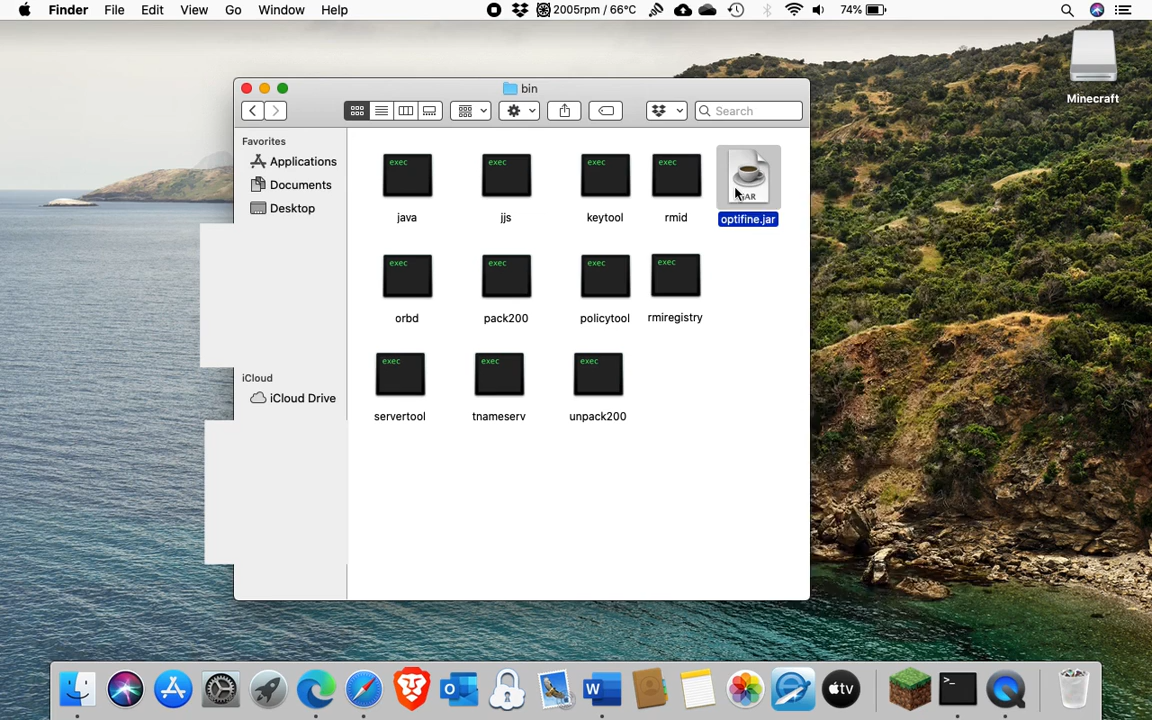 Finder File Edit View Go Window Help 2005rpm / 66°C 74%
Minecraft
bin
Search
Favorites
Applications
Documents
Desktop
iCloud
iCloud Drive
exec exec exec exec JAR
java jjs keytool rmid optifine.jar
exec exec exec exec
orbd pack200 policytool rmiregistry
exec exec exec
servertool tnameserv unpack200
W
tv
>_